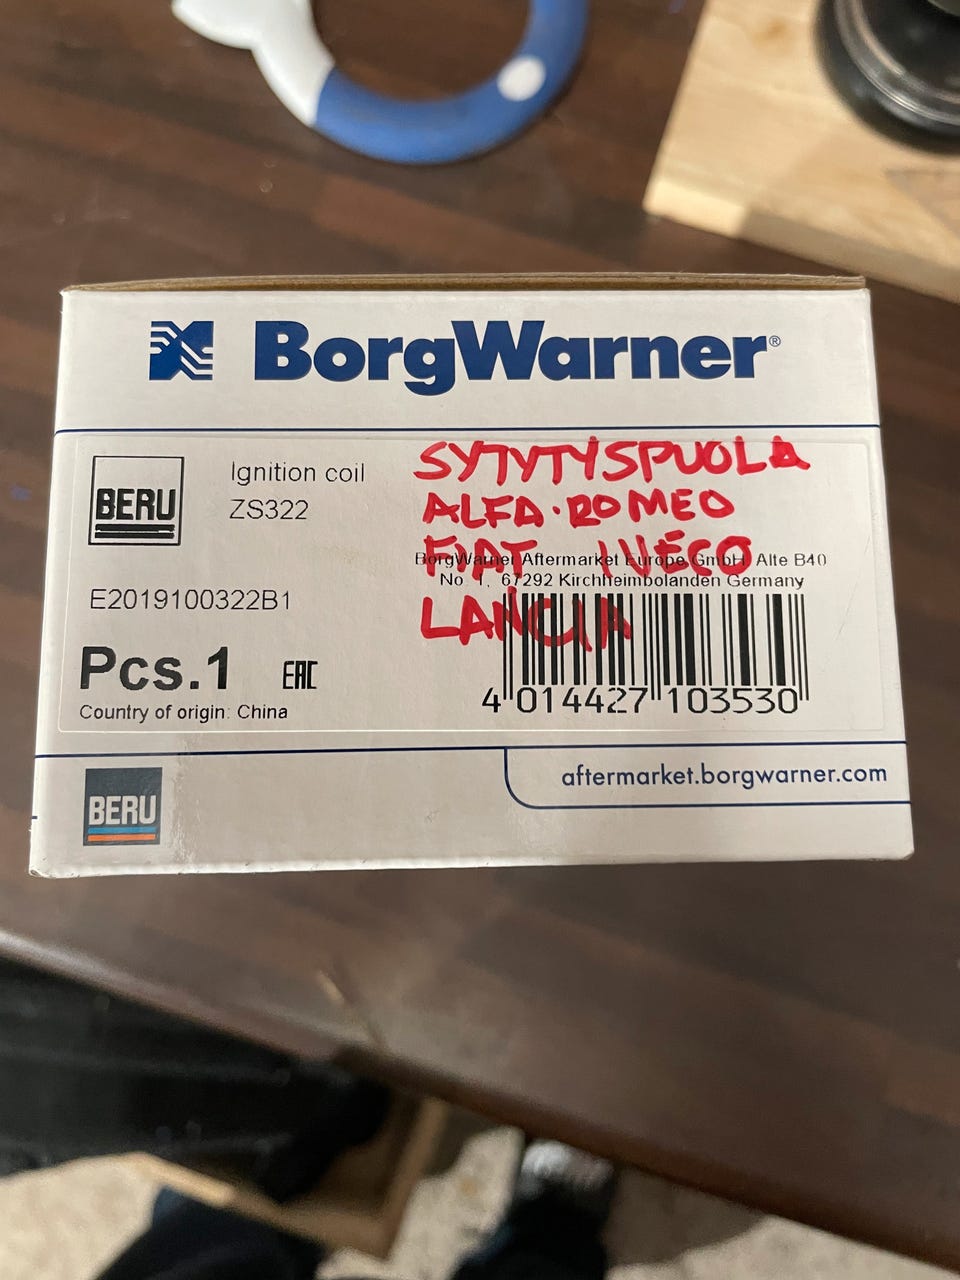 BorgWarner®
BERU
Ignition coil
ZS322
SYTYTYSPUOLA
ALFA·ROMEO
FIAT IVECO
LANCIA
BorgWarner Aftermarket Europe GmbH, Alte B40
No. 1, 67292 Kirchheimbolanden Germany
E2019100322B1
Pcs.1 EAC
Country of origin: China
4 014427 103530
aftermarket.borgwarner.com
BERU